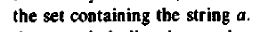 the set containing the string a.